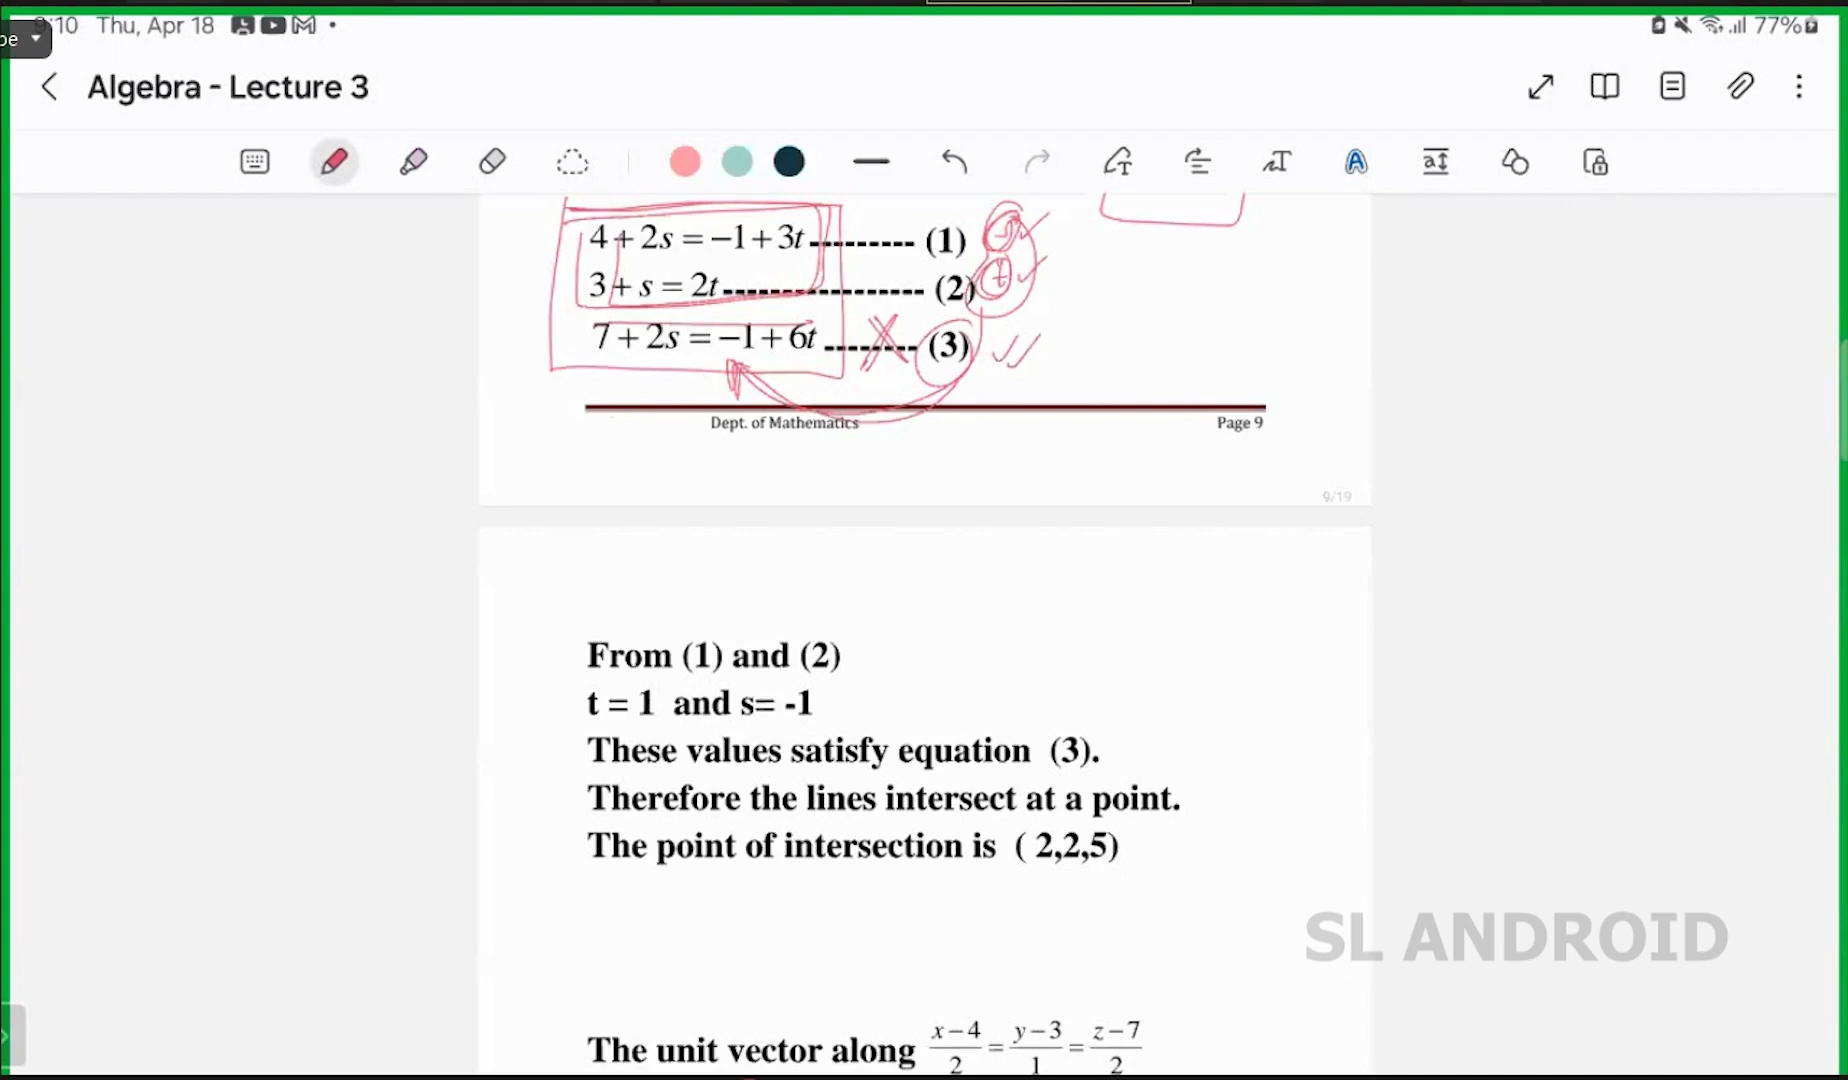 9:10 Thu, Apr 18
77%
Algebra - Lecture 3
4+2s = −1+3t---------- (1)
3+s = 2t------------------- (2) t
7+2s = −1+6t --------- (3)
Dept. of Mathematics Page 9
9/19
From (1) and (2)
t = 1 and s= -1
These values satisfy equation (3).
Therefore the lines intersect at a point.
The point of intersection is ( 2,2,5)
SL ANDROID
The unit vector along x−4/2 = y−3/1 = z−7/2